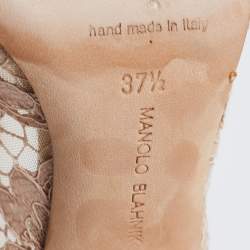 hand made in Italy
37½
MANOLO BLAHNIK